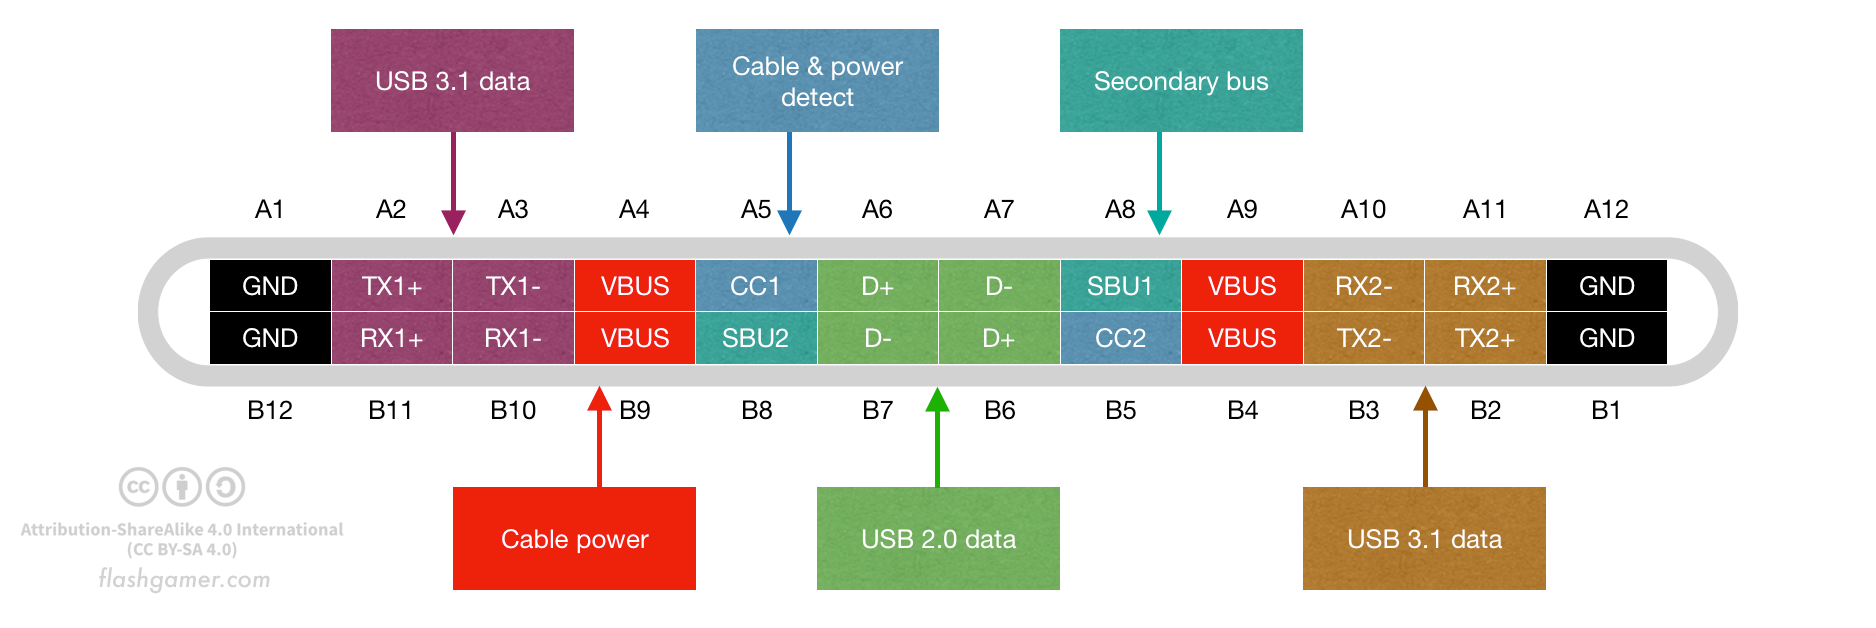 USB 3.1 data
Cable & power
detect
Secondary bus
A1 A2 A3 A4 A5 A6 A7 A8 A9 A10 A11 A12
GND TX1+ TX1- VBUS CC1 D+ D- SBU1 VBUS RX2- RX2+ GND
GND RX1+ RX1- VBUS SBU2 D- D+ CC2 VBUS TX2- TX2+ GND
B12 B11 B10 B9 B8 B7 B6 B5 B4 B3 B2 B1
Cable power
USB 2.0 data
USB 3.1 data
cc
Attribution-ShareAlike 4.0 International
(CC BY-SA 4.0)
flashgamer.com